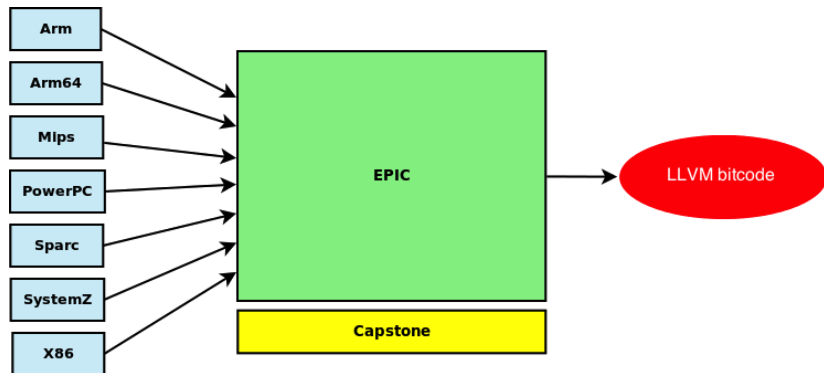 Arm
Arm64
Mips
PowerPC
Sparc
SystemZ
X86
EPIC
Capstone
LLVM bitcode